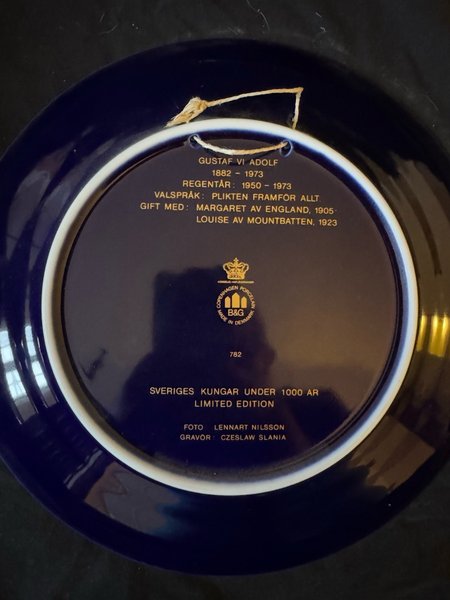 GUSTAF VI ADOLF
1882 - 1973
REGENTÅR: 1950 - 1973
VALSPRÅK: PLIKTEN FRAMFÖR ALLT
GIFT MED: MARGARET AV ENGLAND, 1905
LOUISE AV MOUNTBATTEN, 1923
COPENHAGEN PORCELAIN
B&G
MADE IN DENMARK
782
SVERIGES KUNGAR UNDER 1000 ÅR
LIMITED EDITION
FOTO LENNART NILSSON
GRAVÖR: CZESLAW SLANIA